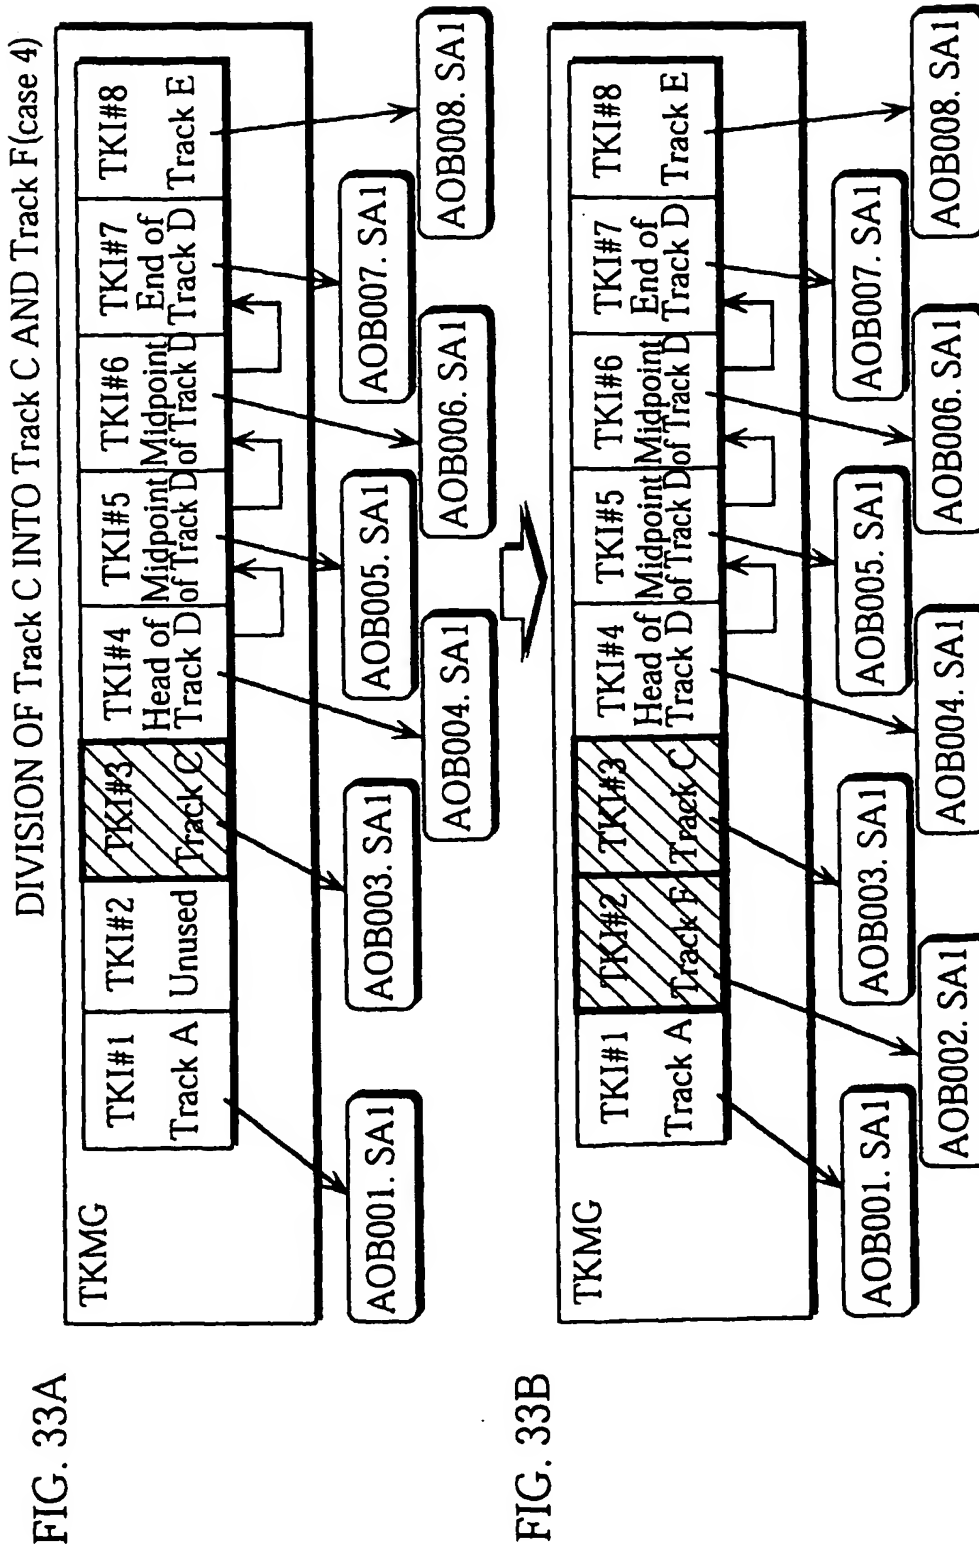 DIVISION OF Track C INTO Track C AND Track F(case 4)
FIG. 33A
TKMG
TKI#1
Track A
TKI#2
Unused
TKI#3
Track C
TKI#4
Head of
Track D
TKI#5
Midpoint
of Track D
TKI#6
Midpoint
of Track D
TKI#7
End of
Track D
TKI#8
Track E
AOB001. SA1
AOB003. SA1
AOB004. SA1
AOB005. SA1
AOB006. SA1
AOB007. SA1
AOB008. SA1
FIG. 33B
TKMG
TKI#1
Track A
TKI#2
Track F
TKI#3
Track C
TKI#4
Head of
Track D
TKI#5
Midpoint
of Track D
TKI#6
Midpoint
of Track D
TKI#7
End of
Track D
TKI#8
Track E
AOB001. SA1
AOB002. SA1
AOB003. SA1
AOB004. SA1
AOB005. SA1
AOB006. SA1
AOB007. SA1
AOB008. SA1